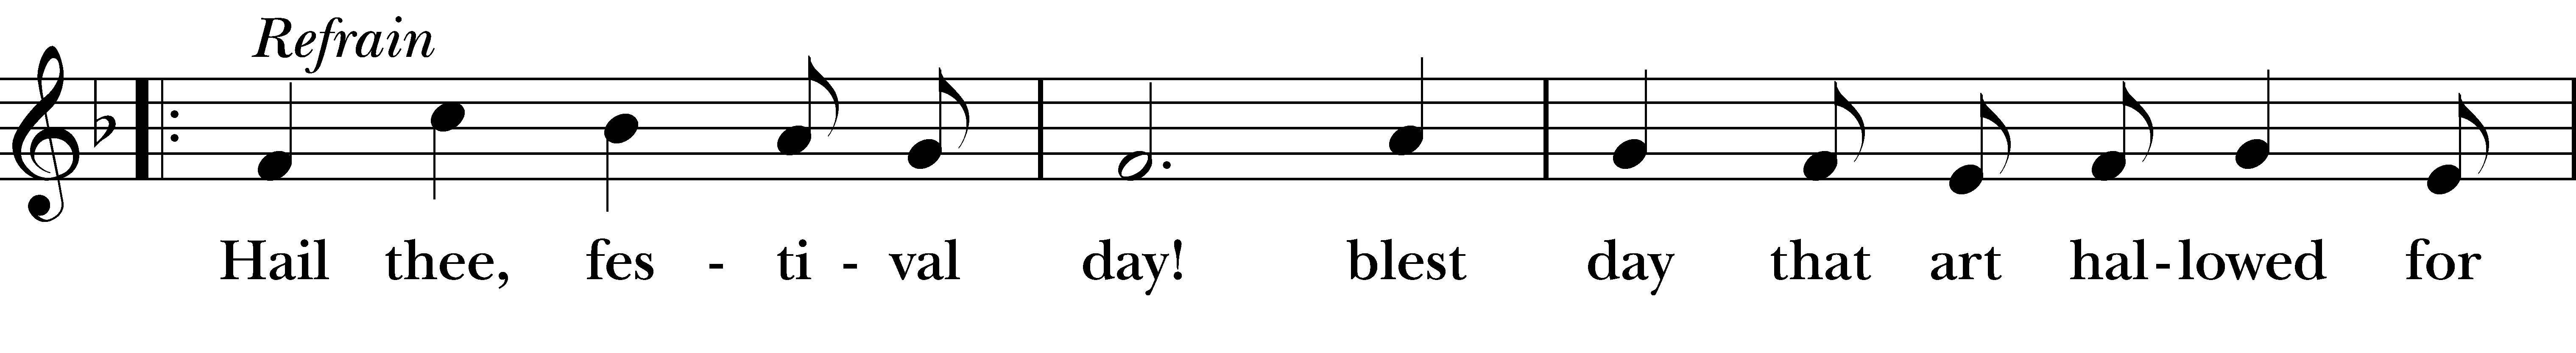 Refrain
Hail thee, fes - ti - val day! blest day that art hal-lowed for